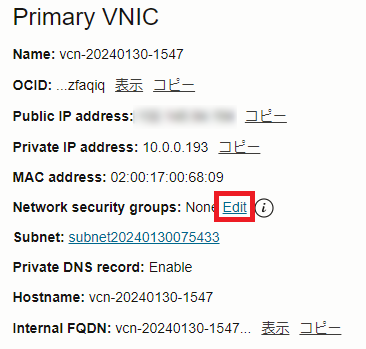 Primary VNIC
Name: vcn-20240130-1547
OCID: ...zfaqiq 表示 コピー
Public IP address: コピー
Private IP address: 10.0.0.193 コピー
MAC address: 02:00:17:00:68:09
Network security groups: None Edit i
Subnet: subnet20240130075433
Private DNS record: Enable
Hostname: vcn-20240130-1547
Internal FQDN: vcn-20240130-1547... 表示 コピー